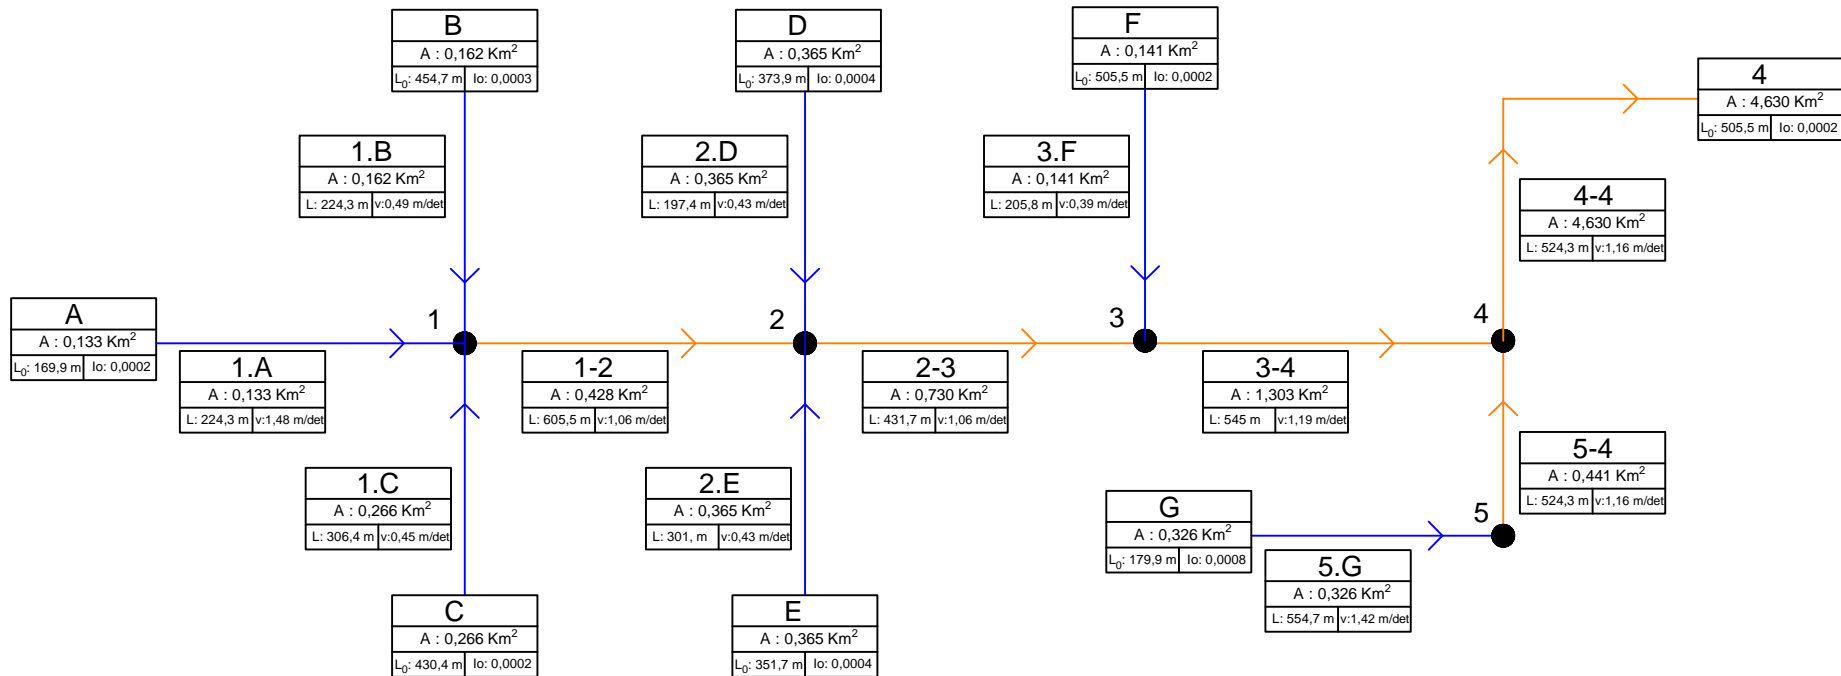 B
A : 0,162 Km²
L₀: 454,7 m Io: 0,0003
D
A : 0,365 Km²
L₀: 373,9 m Io: 0,0004
F
A : 0,141 Km²
L₀: 505,5 m Io: 0,0002
4
A : 4,630 Km²
L₀: 505,5 m Io: 0,0002
1.B
A : 0,162 Km²
L: 224,3 m v:0,49 m/det
2.D
A : 0,365 Km²
L: 197,4 m v:0,43 m/det
3.F
A : 0,141 Km²
L: 205,8 m v:0,39 m/det
4-4
A : 4,630 Km²
L: 524,3 m v:1,16 m/det
A
A : 0,133 Km²
L₀: 169,9 m Io: 0,0002
1
2
3
4
1.A
A : 0,133 Km²
L: 224,3 m v:1,48 m/det
1-2
A : 0,428 Km²
L: 605,5 m v:1,06 m/det
2-3
A : 0,730 Km²
L: 431,7 m v:1,06 m/det
3-4
A : 1,303 Km²
L: 545 m v:1,19 m/det
1.C
A : 0,266 Km²
L: 306,4 m v:0,45 m/det
2.E
A : 0,365 Km²
L: 301, m v:0,43 m/det
5-4
A : 0,441 Km²
L: 524,3 m v:1,16 m/det
G
A : 0,326 Km²
L₀: 179,9 m Io: 0,0008
5
5.G
A : 0,326 Km²
L: 554,7 m v:1,42 m/det
C
A : 0,266 Km²
L₀: 430,4 m Io: 0,0002
E
A : 0,365 Km²
L₀: 351,7 m Io: 0,0004